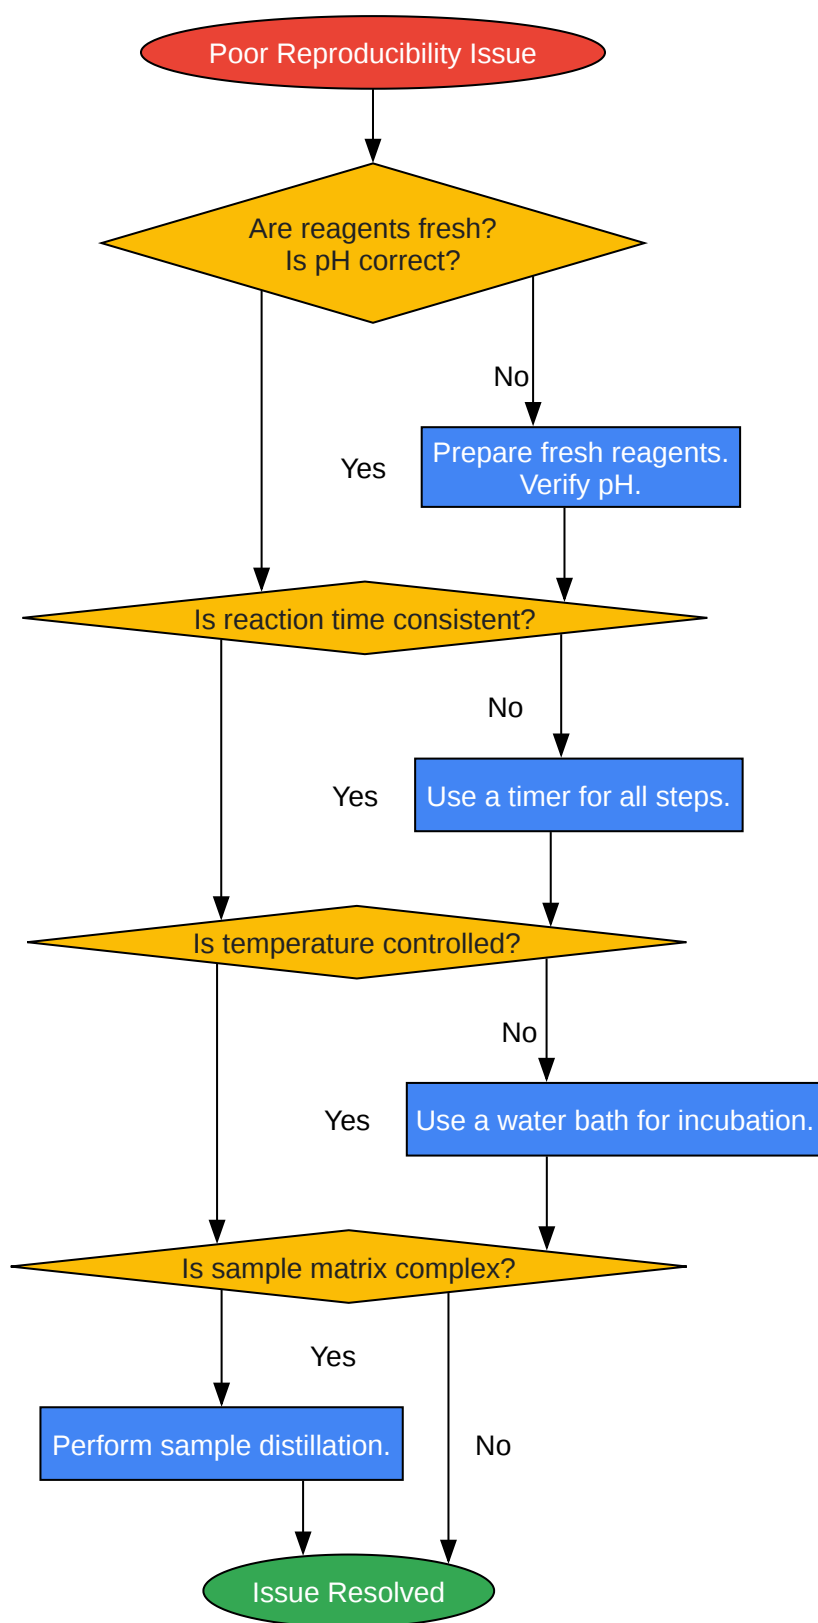 Poor Reproducibility Issue
Are reagents fresh?
Is pH correct?
No
Prepare fresh reagents.
Verify pH.
Yes
Is reaction time consistent?
No
Yes
Use a timer for all steps.
Is temperature controlled?
No
Yes
Use a water bath for incubation.
Is sample matrix complex?
Yes
Perform sample distillation.
No
Issue Resolved